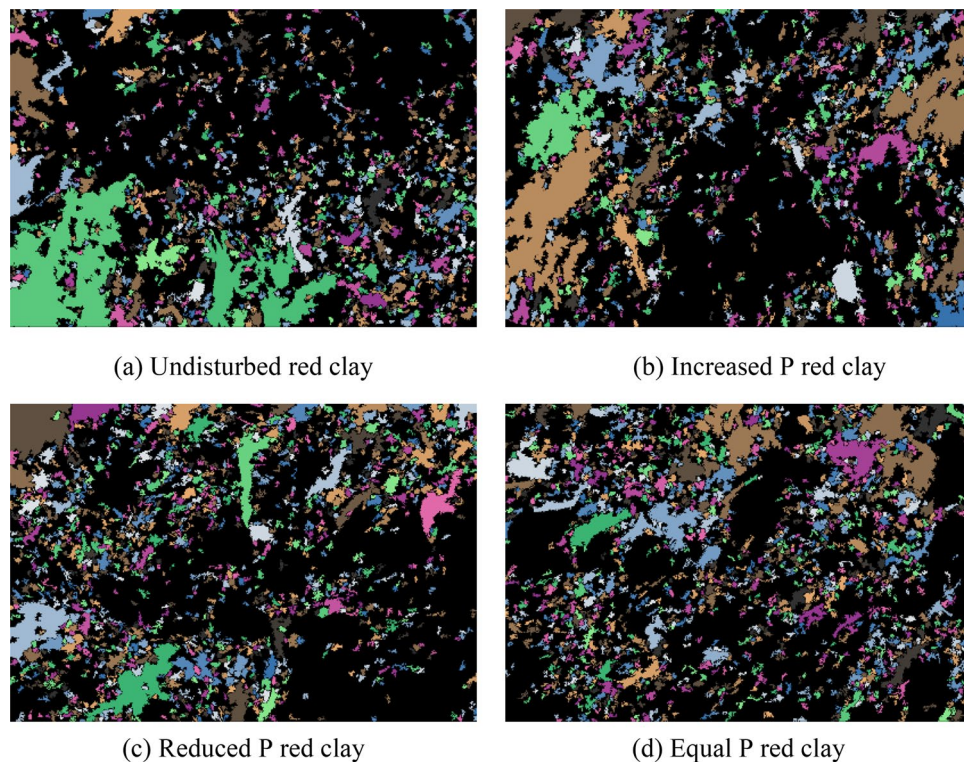 (a) Undisturbed red clay
(b) Increased P red clay
(c) Reduced P red clay
(d) Equal P red clay